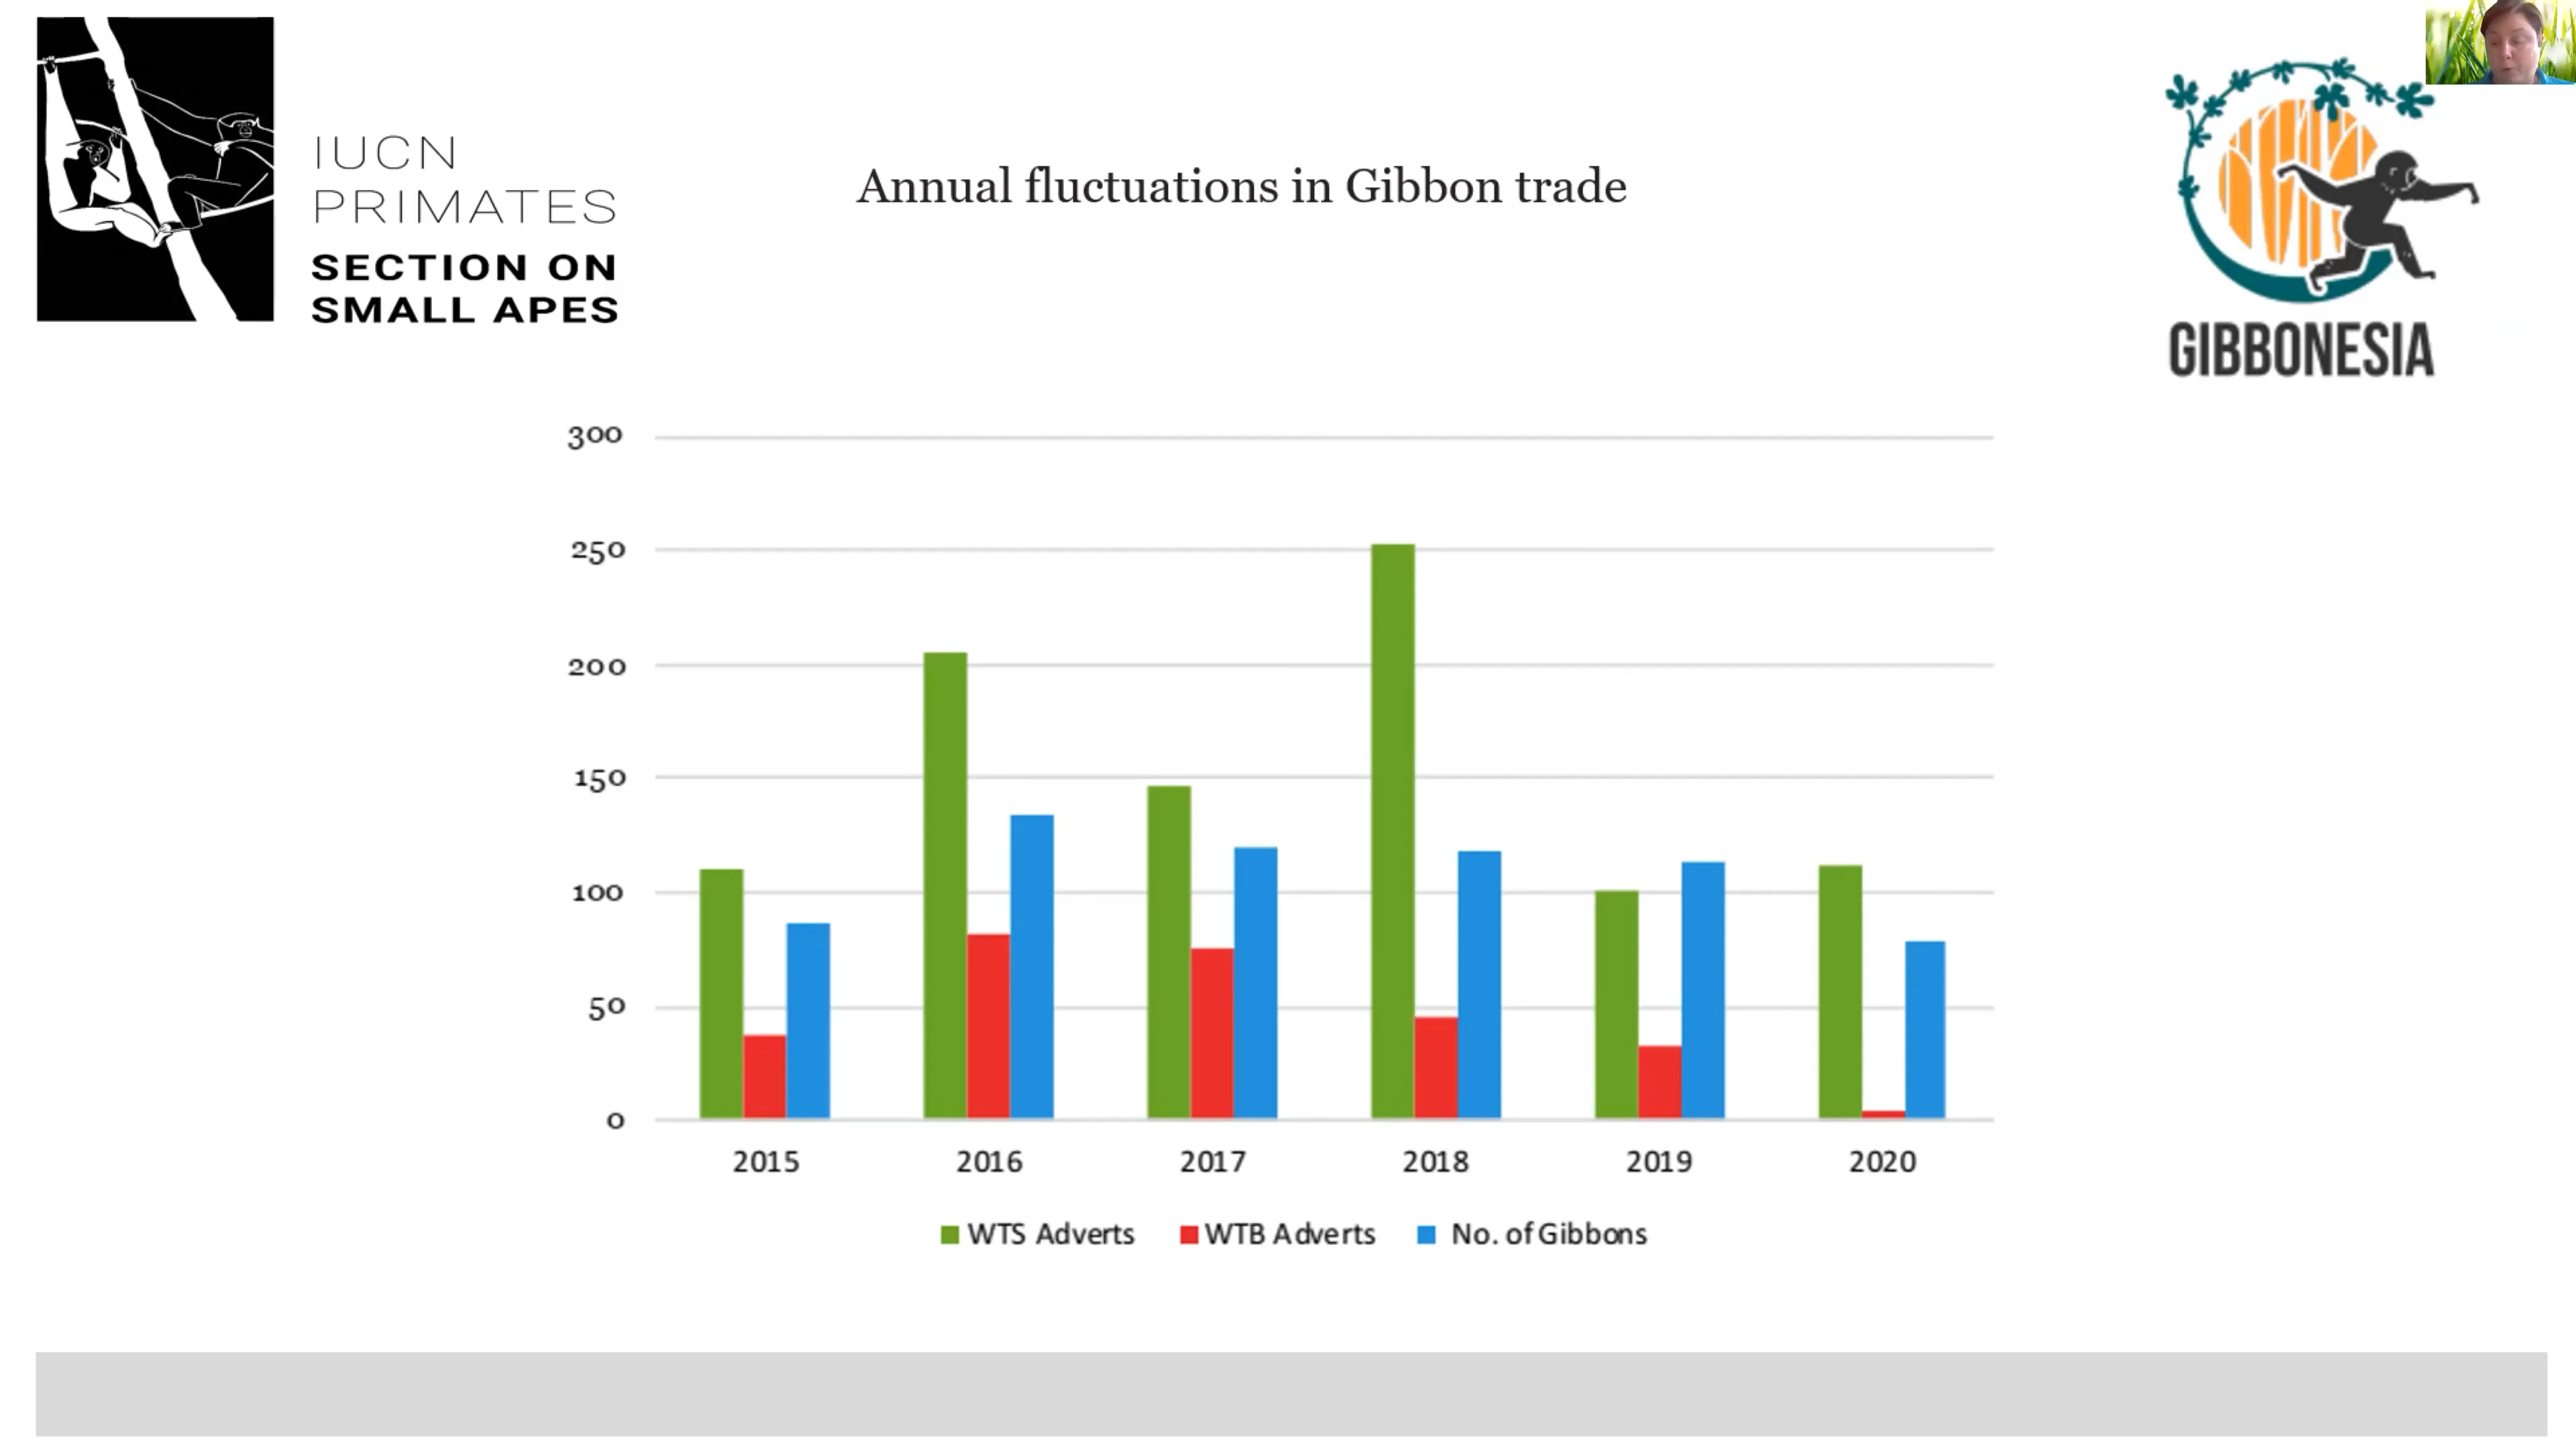 IUCN
PRIMATES
SECTION ON
SMALL APES
Annual fluctuations in Gibbon trade
GIBBONESIA
300
250
200
150
100
50
0
2015 2016 2017 2018 2019 2020
WTS Adverts WTB Adverts No. of Gibbons